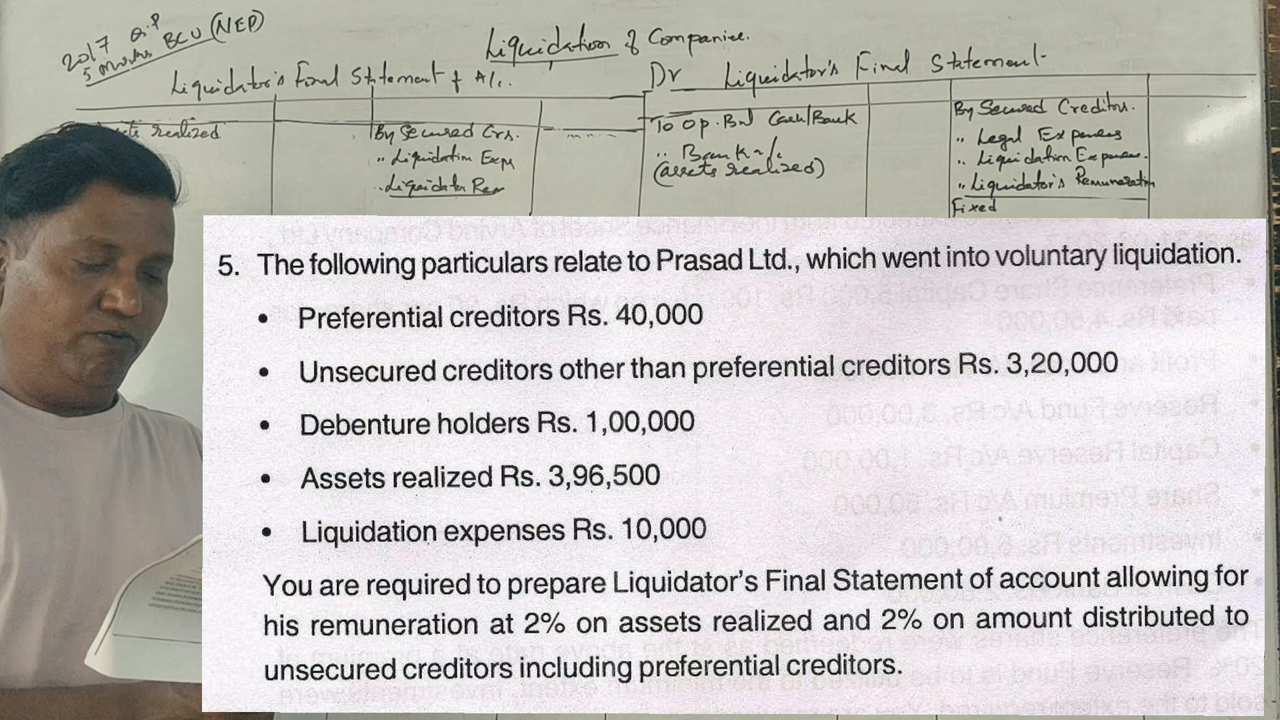 2017 Q.P
5 marks BCU (NEP)
Liquidation of Companies.
Liquidator's Final Statement of A/c.
Dr Liquidator's Final Statement
realized
By Secured Crs.
" Liquidation Exps
" Liquidator Rem
To Op. Bal Cash/Bank
" Bank a/c
(assets realized)
By Secured Creditors.
" Legal Expenses
" Liquidation Expenses.
" Liquidator's Remuneration
Fixed
5. The following particulars relate to Prasad Ltd., which went into voluntary liquidation.
• Preferential creditors Rs. 40,000
• Unsecured creditors other than preferential creditors Rs. 3,20,000
• Debenture holders Rs. 1,00,000
• Assets realized Rs. 3,96,500
• Liquidation expenses Rs. 10,000
You are required to prepare Liquidator's Final Statement of account allowing for
his remuneration at 2% on assets realized and 2% on amount distributed to
unsecured creditors including preferential creditors.